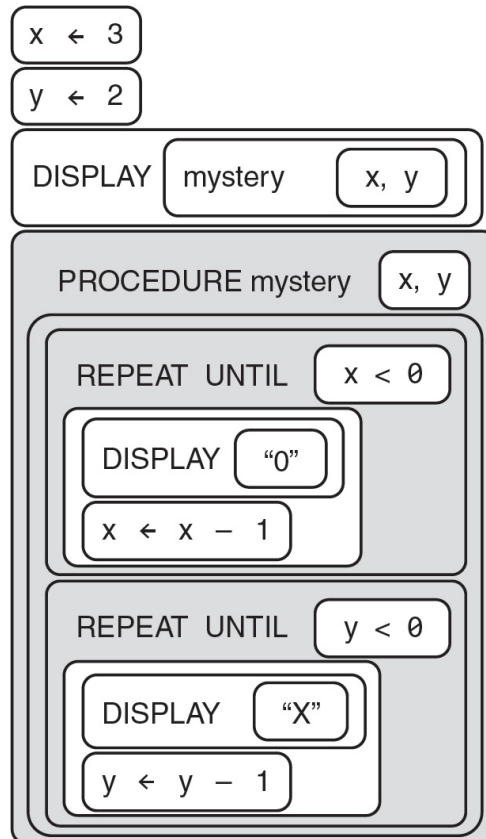 x ← 3
y ← 2
DISPLAY mystery x, y
PROCEDURE mystery x, y
REPEAT UNTIL x < 0
DISPLAY “0”
x ← x – 1
REPEAT UNTIL y < 0
DISPLAY “X”
y ← y – 1